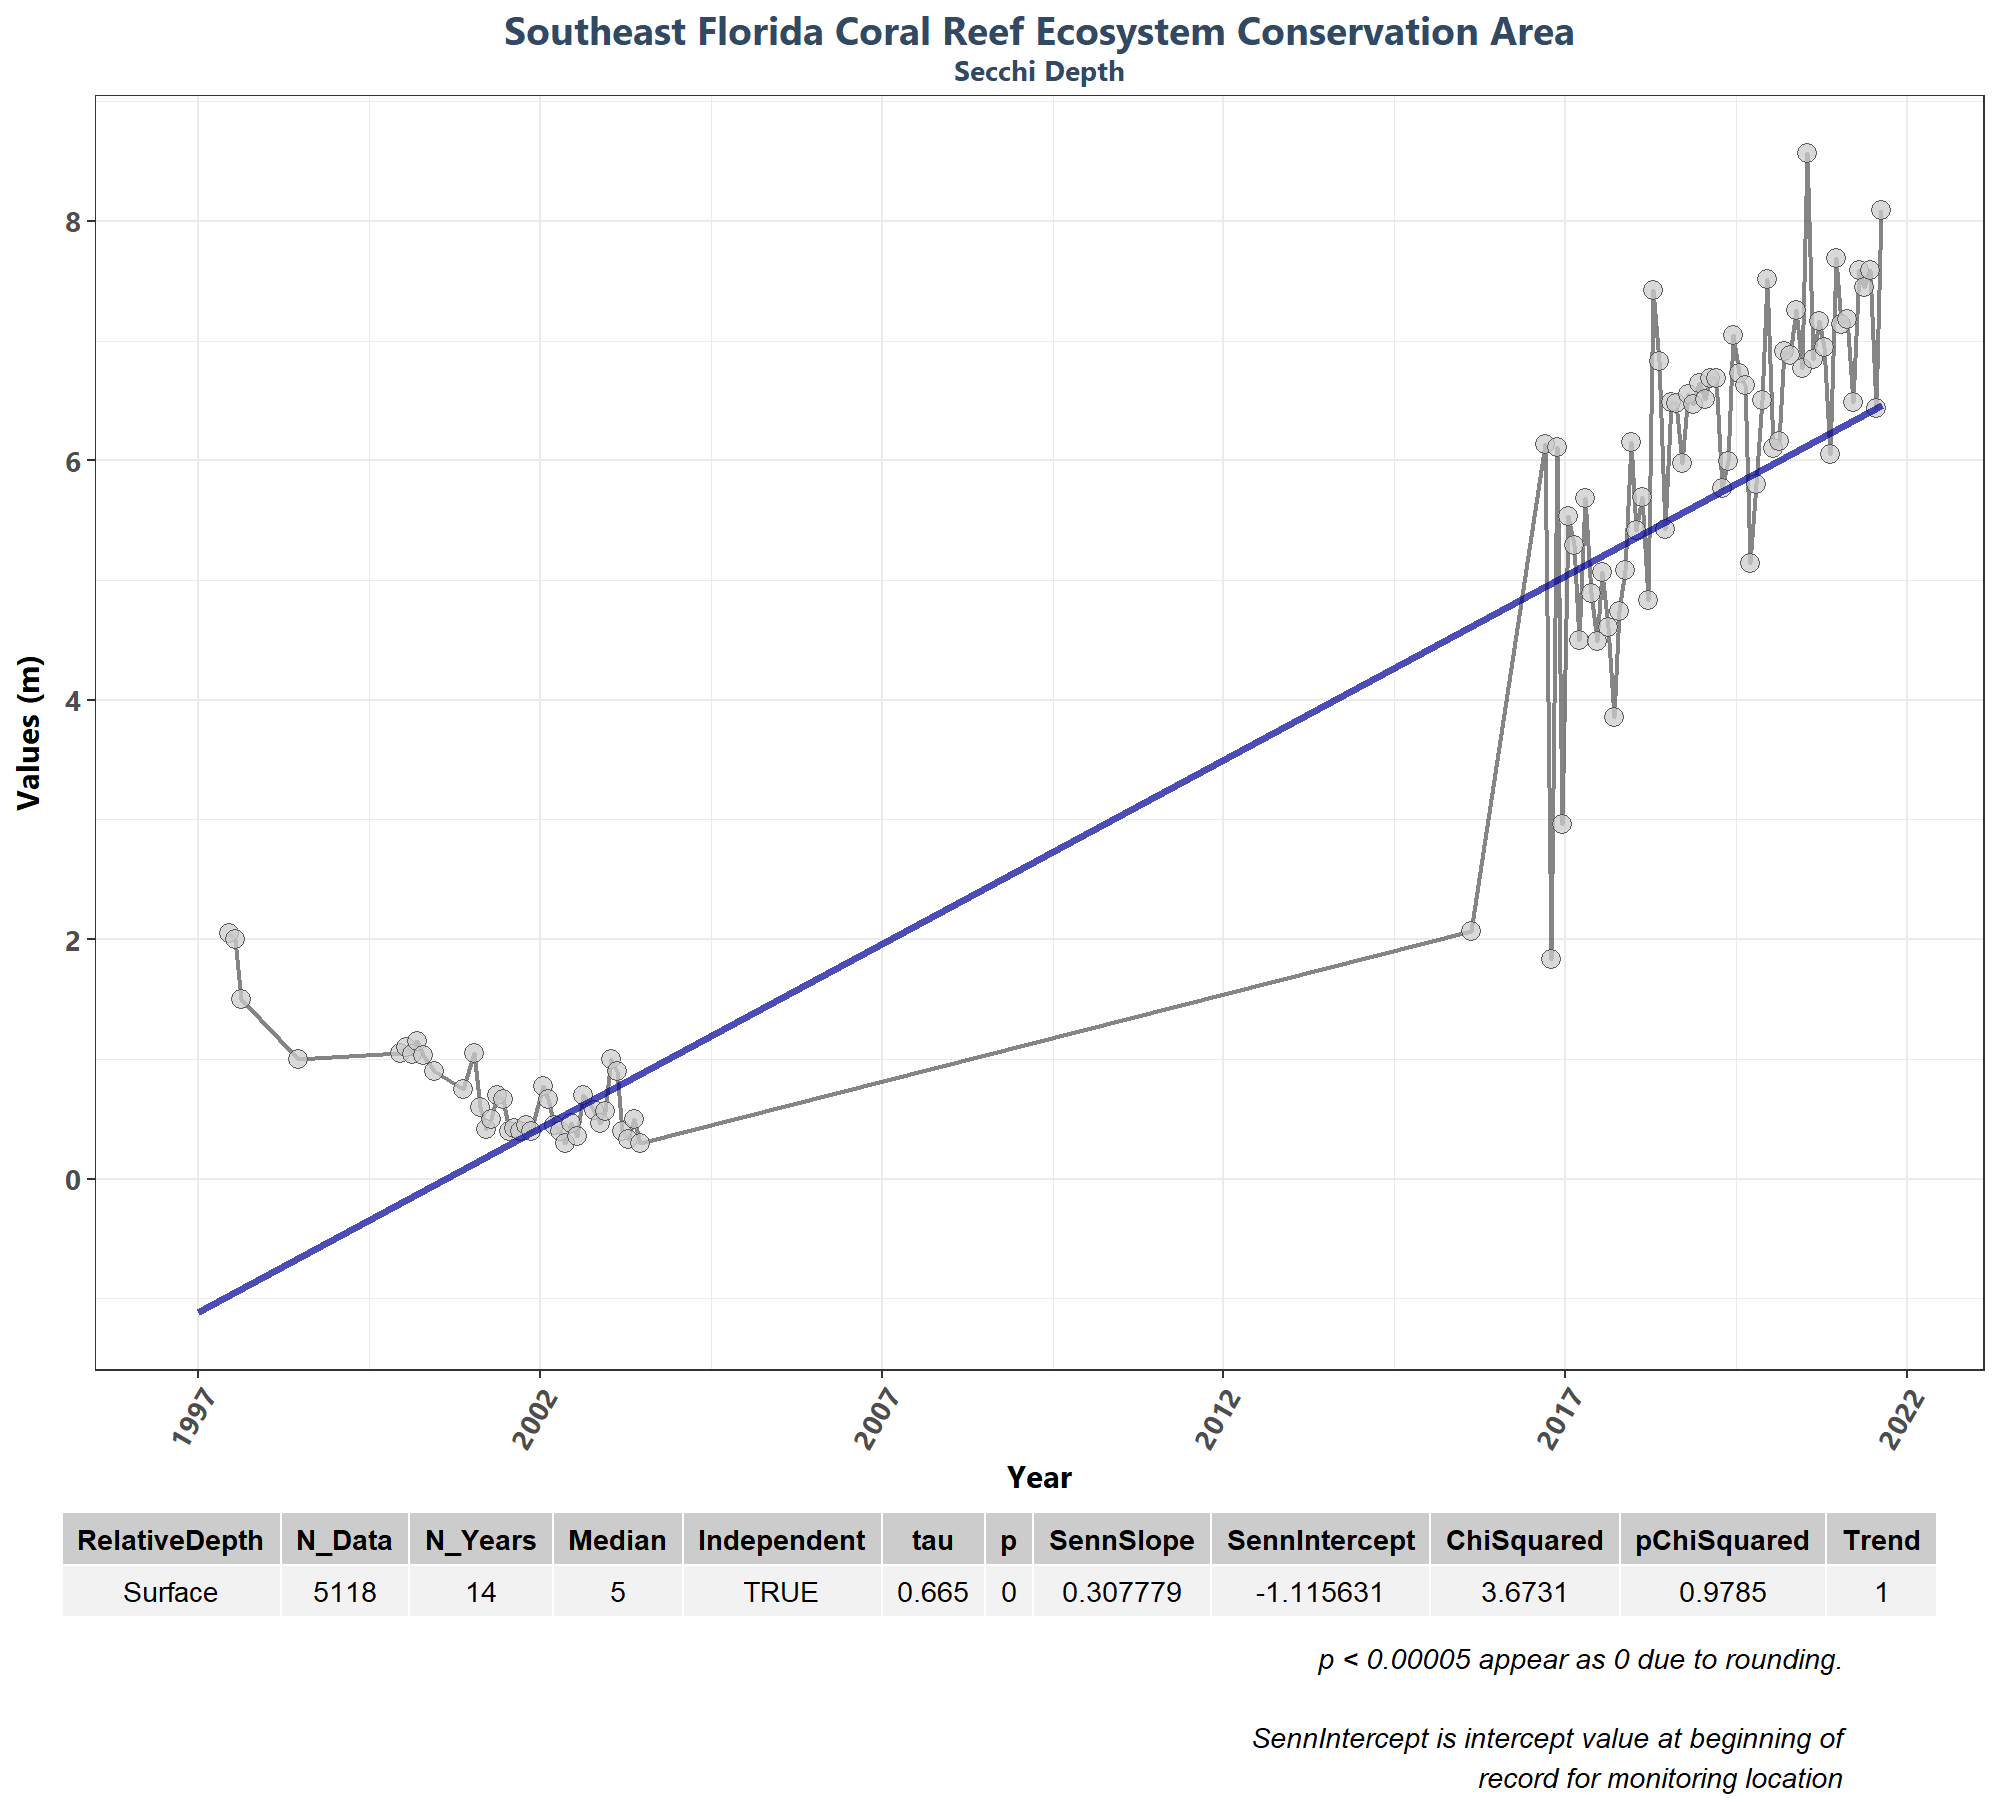 Southeast Florida Coral Reef Ecosystem Conservation Area
Secchi Depth
Values (m)
8
6
4
2
0
1997 2002 2007 2012 2017 2022
Year
RelativeDepth N_Data N_Years Median Independent tau p SennSlope SennIntercept ChiSquared pChiSquared Trend
Surface 5118 14 5 TRUE 0.665 0 0.307779 -1.115631 3.6731 0.9785 1
p < 0.00005 appear as 0 due to rounding.
SennIntercept is intercept value at beginning of
record for monitoring location